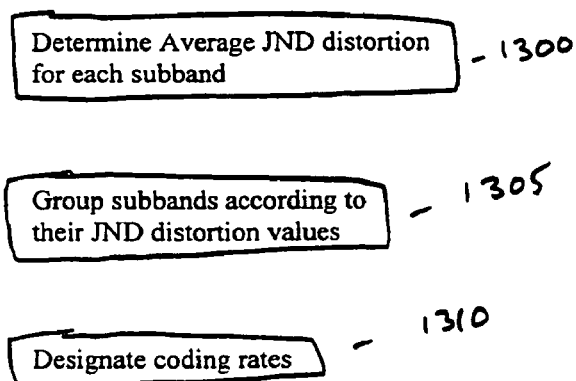 Determine Average JND distortion
for each subband
- 1300
Group subbands according to
their JND distortion values
- 1305
Designate coding rates
- 1310